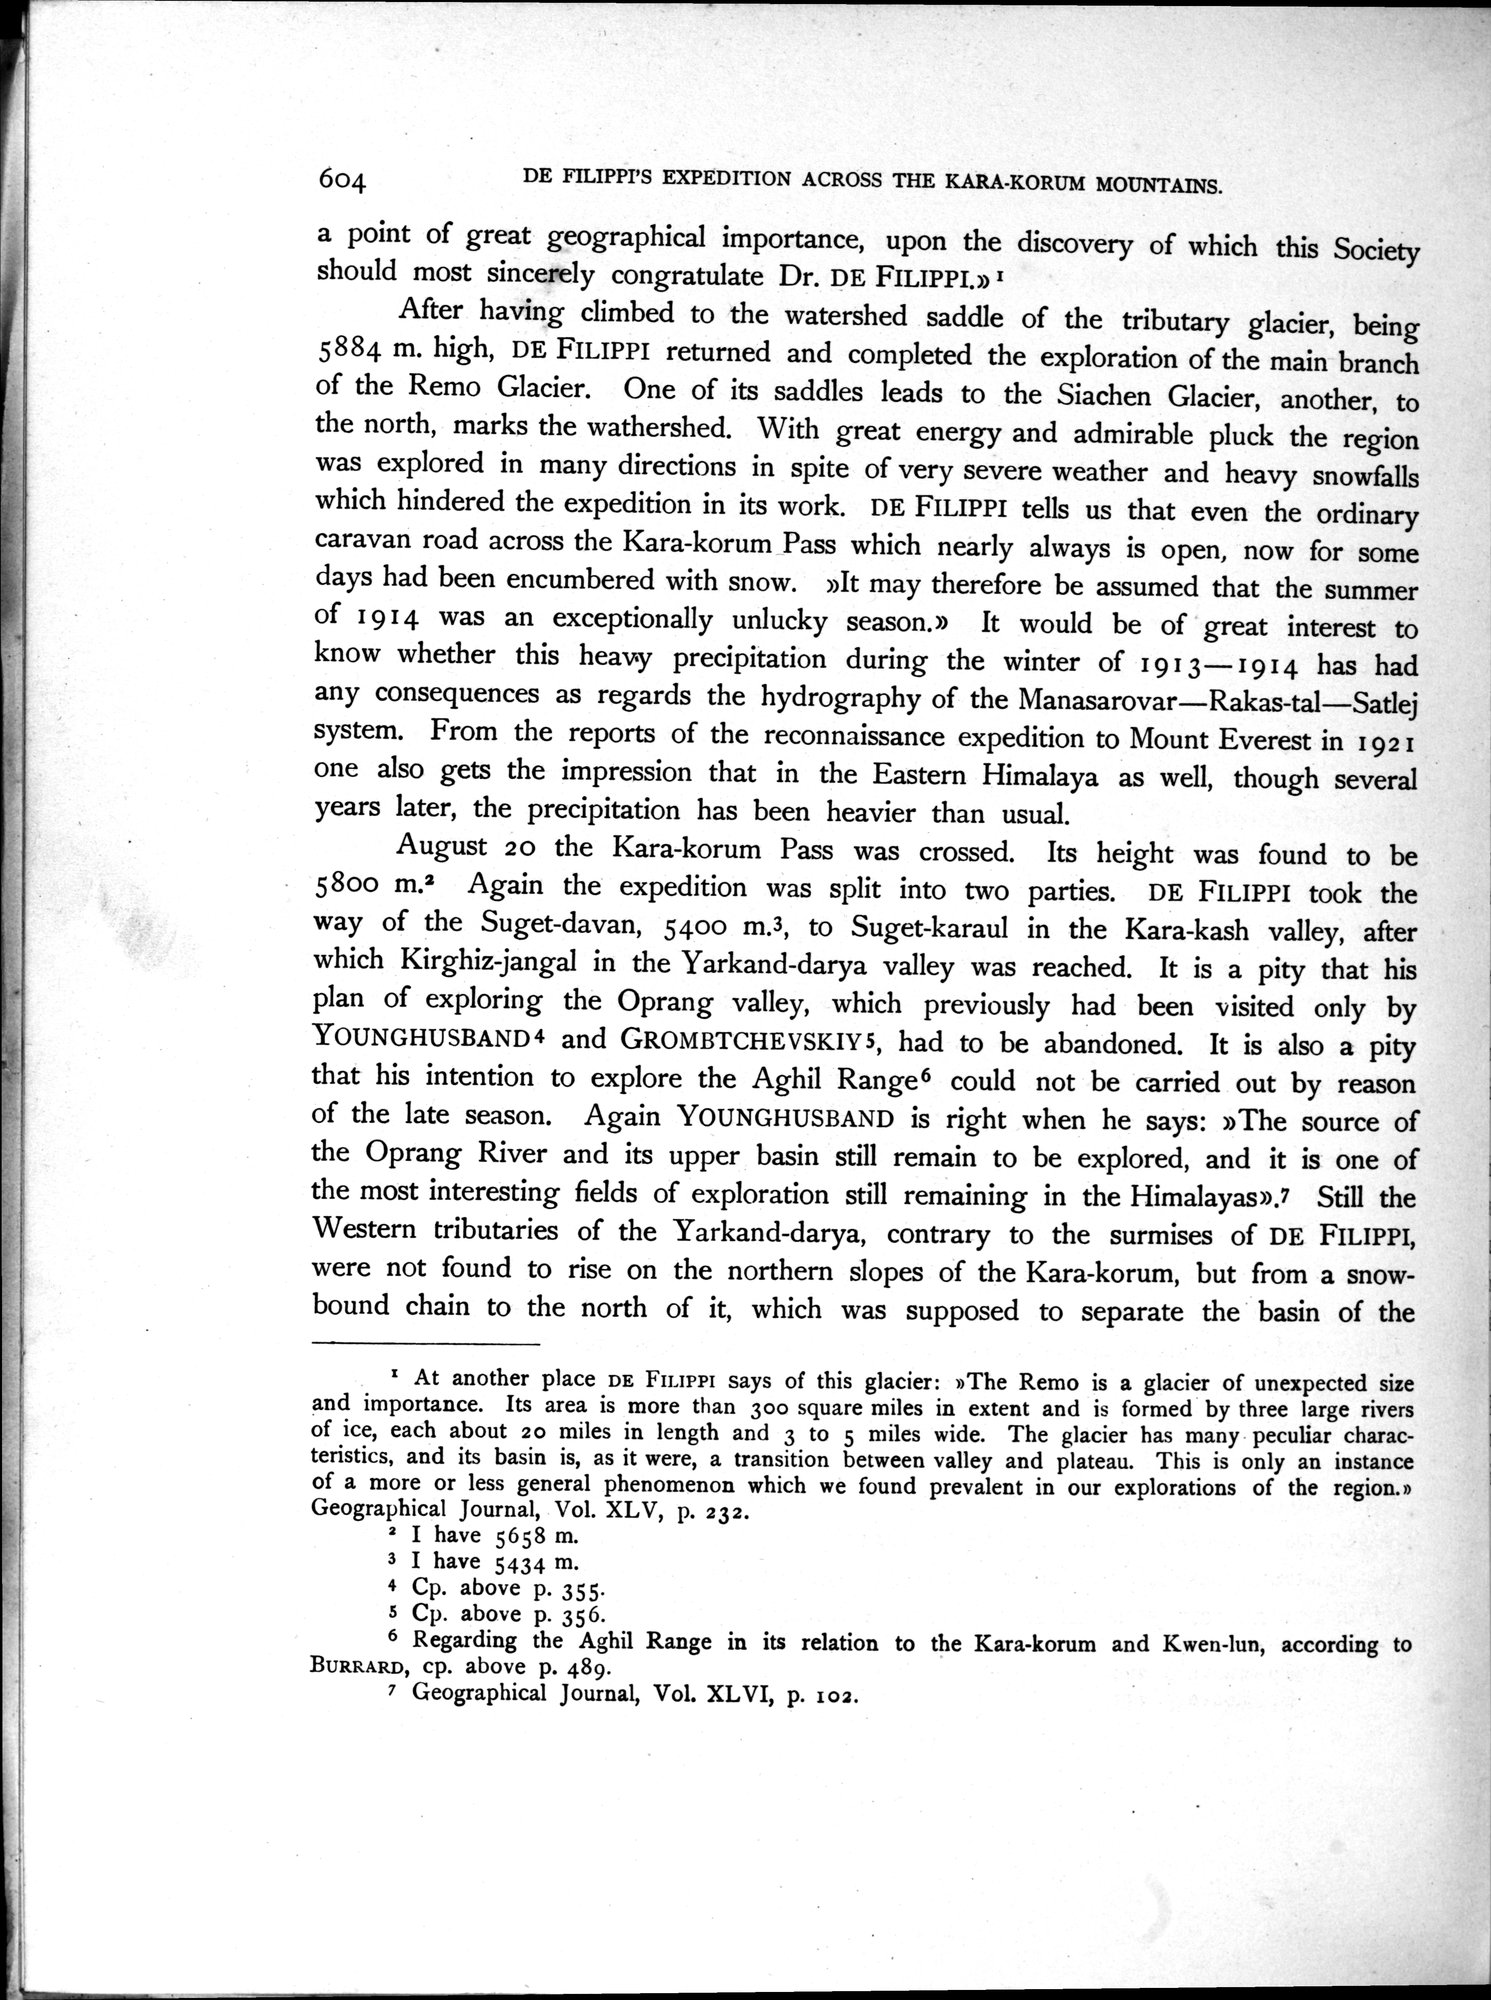 604
DE FILIPPI'S EXPEDITION ACROSS THE KARA-KORUM MOUNTAINS.
a point of great geographical importance, upon the discovery of which this Society
should most sincerely congratulate Dr. DE FILIPPI.» ¹
After having climbed to the watershed saddle of the tributary glacier, being
5884 m. high, DE FILIPPI returned and completed the exploration of the main branch
of the Remo Glacier. One of its saddles leads to the Siachen Glacier, another, to
the north, marks the wathershed. With great energy and admirable pluck the region
was explored in many directions in spite of very severe weather and heavy snowfalls
which hindered the expedition in its work. DE FILIPPI tells us that even the ordinary
caravan road across the Kara-korum Pass which nearly always is open, now for some
days had been encumbered with snow. »It may therefore be assumed that the summer
of 1914 was an exceptionally unlucky season.» It would be of great interest to
know whether this heavy precipitation during the winter of 1913—1914 has had
any consequences as regards the hydrography of the Manasarovar—Rakas-tal—Satlej
system. From the reports of the reconnaissance expedition to Mount Everest in 1921
one also gets the impression that in the Eastern Himalaya as well, though several
years later, the precipitation has been heavier than usual.
August 20 the Kara-korum Pass was crossed. Its height was found to be
5800 m.² Again the expedition was split into two parties. DE FILIPPI took the
way of the Suget-davan, 5400 m.³, to Suget-karaul in the Kara-kash valley, after
which Kirghiz-jangal in the Yarkand-darya valley was reached. It is a pity that his
plan of exploring the Oprang valley, which previously had been visited only by
YOUNGHUSBAND⁴ and GROMBTCHEVSKIY⁵, had to be abandoned. It is also a pity
that his intention to explore the Aghil Range⁶ could not be carried out by reason
of the late season. Again YOUNGHUSBAND is right when he says: »The source of
the Oprang River and its upper basin still remain to be explored, and it is one of
the most interesting fields of exploration still remaining in the Himalayas».⁷ Still the
Western tributaries of the Yarkand-darya, contrary to the surmises of DE FILIPPI,
were not found to rise on the northern slopes of the Kara-korum, but from a snow-
bound chain to the north of it, which was supposed to separate the basin of the
¹ At another place DE FILIPPI says of this glacier: »The Remo is a glacier of unexpected size
and importance. Its area is more than 300 square miles in extent and is formed by three large rivers
of ice, each about 20 miles in length and 3 to 5 miles wide. The glacier has many peculiar charac-
teristics, and its basin is, as it were, a transition between valley and plateau. This is only an instance
of a more or less general phenomenon which we found prevalent in our explorations of the region.»
Geographical Journal, Vol. XLV, p. 232.
² I have 5658 m.
³ I have 5434 m.
⁴ Cp. above p. 355.
⁵ Cp. above p. 356.
⁶ Regarding the Aghil Range in its relation to the Kara-korum and Kwen-lun, according to
BURRARD, cp. above p. 489.
⁷ Geographical Journal, Vol. XLVI, p. 102.